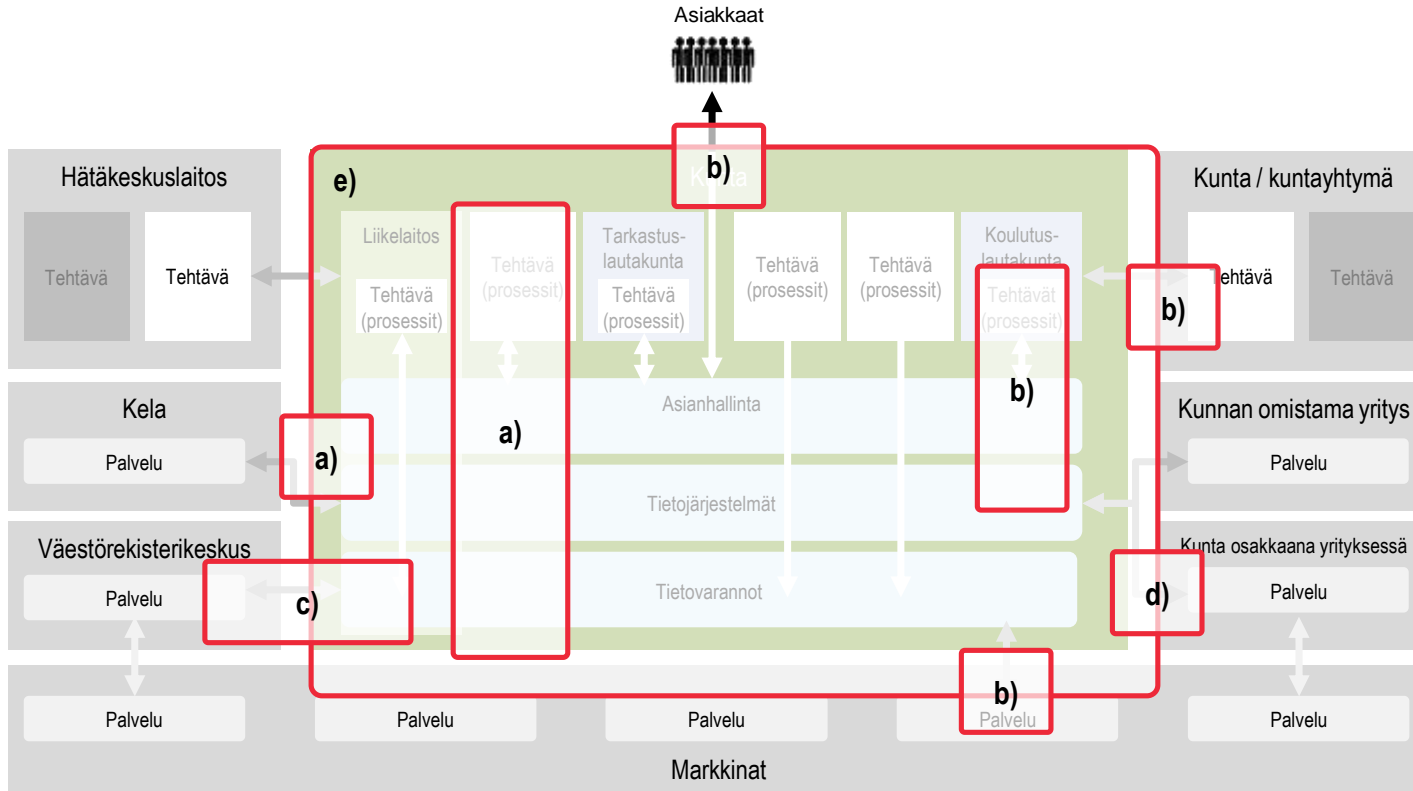 Asiakkaat
b)
Hätäkeskuslaitos
Tehtävä
Tehtävä
e)
Kunta
Liikelaitos
Tehtävä
(prosessit)
Tehtävä
(prosessit)
Tarkastus-
lautakunta
Tehtävä
(prosessit)
Tehtävä
(prosessit)
Tehtävä
(prosessit)
Koulutus-
lautakunta
Tehtävät
(prosessit)
Kunta / kuntayhtymä
Tehtävä
Tehtävä
b)
Kela
Palvelu
a)
a)
b)
Asianhallinta
Tietojärjestelmät
Tietovarannot
Kunnan omistama yritys
Palvelu
Väestörekisterikeskus
Palvelu
c)
Kunta osakkaana yrityksessä
Palvelu
d)
b)
Palvelu
Palvelu
Palvelu
Palvelu
Palvelu
Markkinat